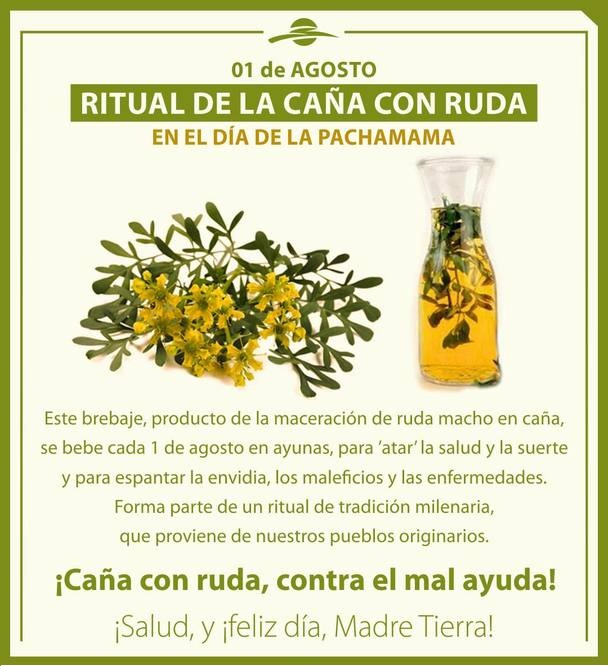 01 de AGOSTO
RITUAL DE LA CAÑA CON RUDA
EN EL DÍA DE LA PACHAMAMA
Este brebaje, producto de la maceración de ruda macho en caña,
se bebe cada 1 de agosto en ayunas, para 'atar' la salud y la suerte
y para espantar la envidia, los maleficios y las enfermedades.
Forma parte de un ritual de tradición milenaria,
que proviene de nuestros pueblos originarios.
¡Caña con ruda, contra el mal ayuda!
¡Salud, y ¡feliz día, Madre Tierra!